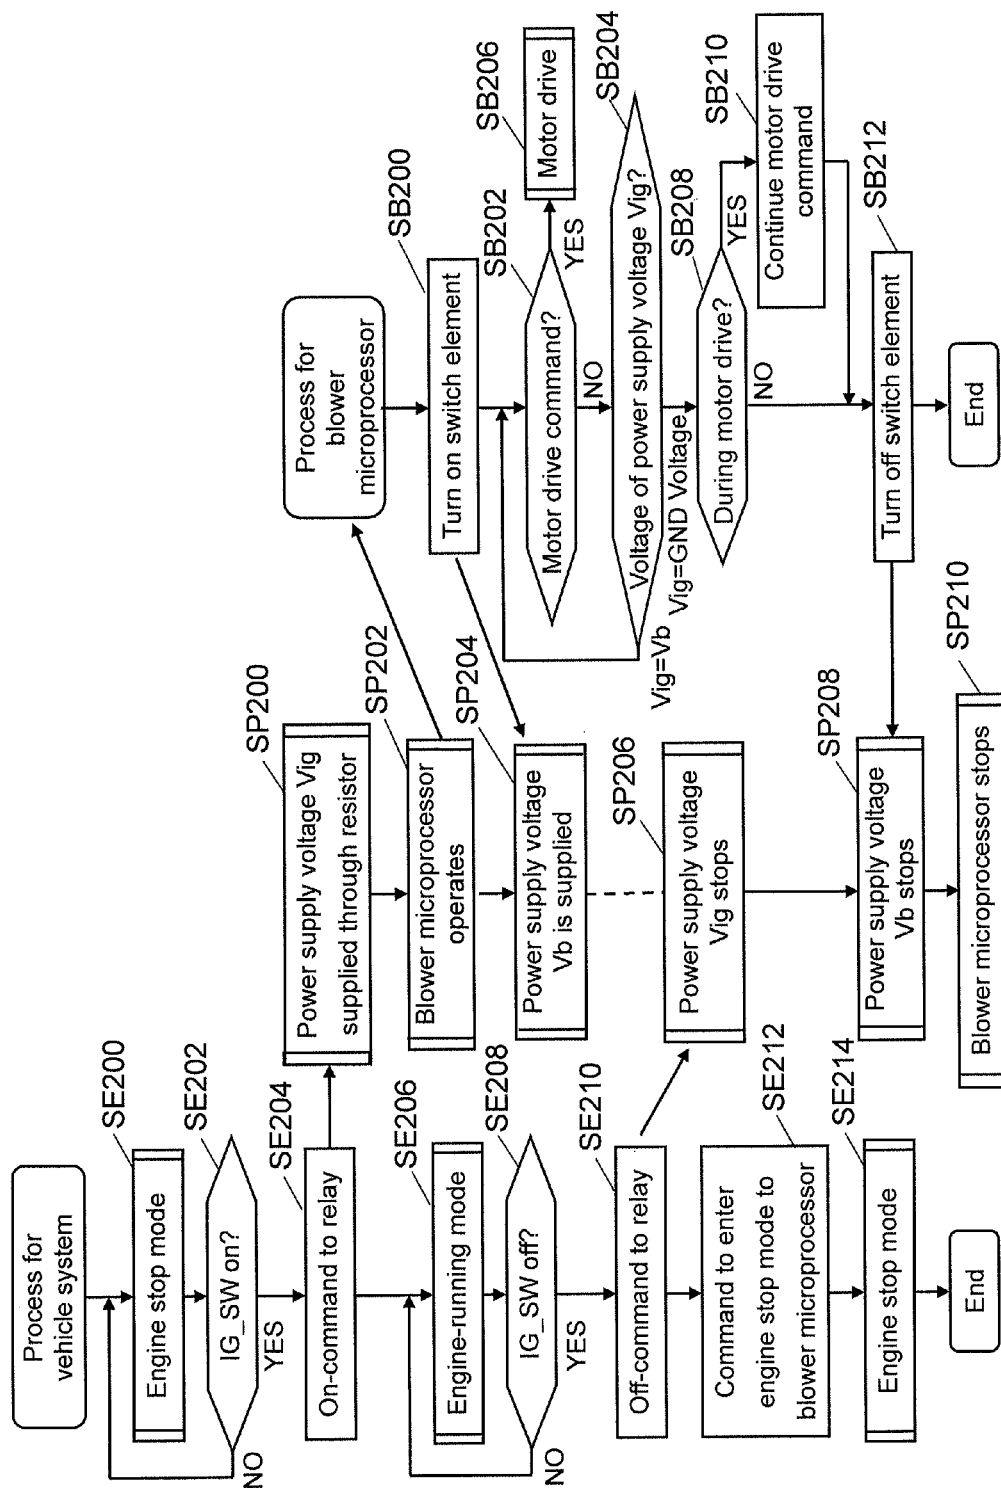 Process for
vehicle system
SE200
Engine stop mode
SE202
IG_SW on?
NO
YES
SE204
On-command to relay
SE206
Engine-running mode
SE208
IG_SW off?
NO
YES
SE210
Off-command to relay
SE212
Command to enter
engine stop mode to
blower microprocessor
SE214
Engine stop mode
End
SP200
Power supply voltage Vig
supplied through resistor
SP202
Blower microprocessor
operates
SP204
Power supply voltage
Vb is supplied
SP206
Power supply voltage
Vig stops
SP208
Power supply voltage
Vb stops
SP210
Blower microprocessor stops
Process for
blower
microprocessor
SB200
Turn on switch element
SB202
Motor drive command?
YES
NO
SB206
Motor drive
SB204
Voltage of power supply voltage Vig?
Vig=Vb
Vig=GND Voltage
SB208
During motor drive?
YES
NO
SB210
Continue motor drive
command
SB212
Turn off switch element
End